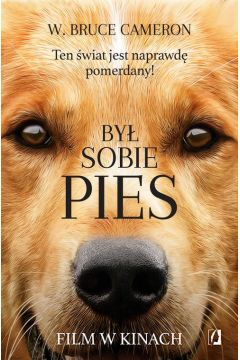 W. BRUCE CAMERON
Ten świat jest naprawdę
pomerdany!
BYŁ
SOBIE
PIES
FILM W KINACH